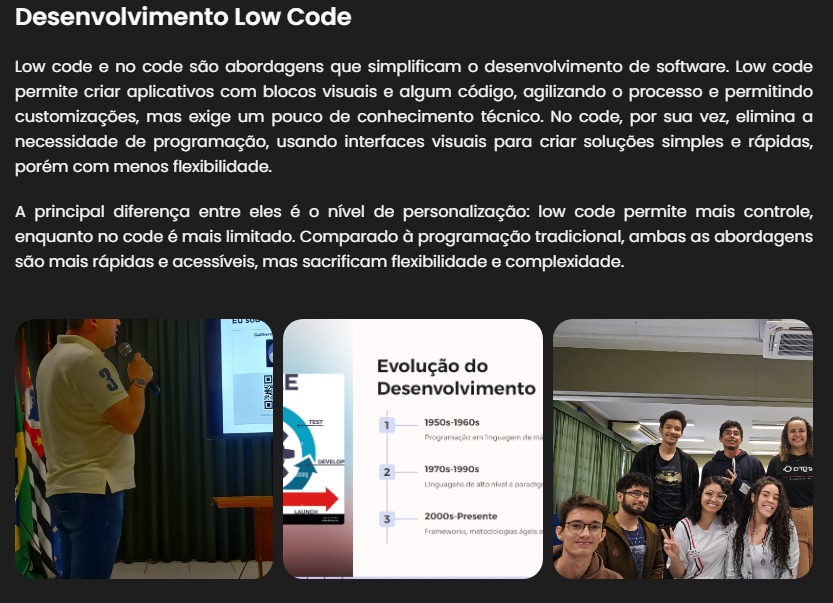 Desenvolvimento Low Code
Low code e no code são abordagens que simplificam o desenvolvimento de software. Low code
permite criar aplicativos com blocos visuais e algum código, agilizando o processo e permitindo
customizações, mas exige um pouco de conhecimento técnico. No code, por sua vez, elimina a
necessidade de programação, usando interfaces visuais para criar soluções simples e rápidas,
porém com menos flexibilidade.
A principal diferença entre eles é o nível de personalização: low code permite mais controle,
enquanto no code é mais limitado. Comparado à programação tradicional, ambas as abordagens
são mais rápidas e acessíveis, mas sacrificam flexibilidade e complexidade.
Eu sou
3
E
TEST
DEVELOP
LAUNCH
Evolução do
Desenvolvimento
1
1950s-1960s
Programação em linguagem de
2
1970s-1990s
Linguagens de alto nível e
3
2000s-Presente
Frameworks, metodologias ágeis e